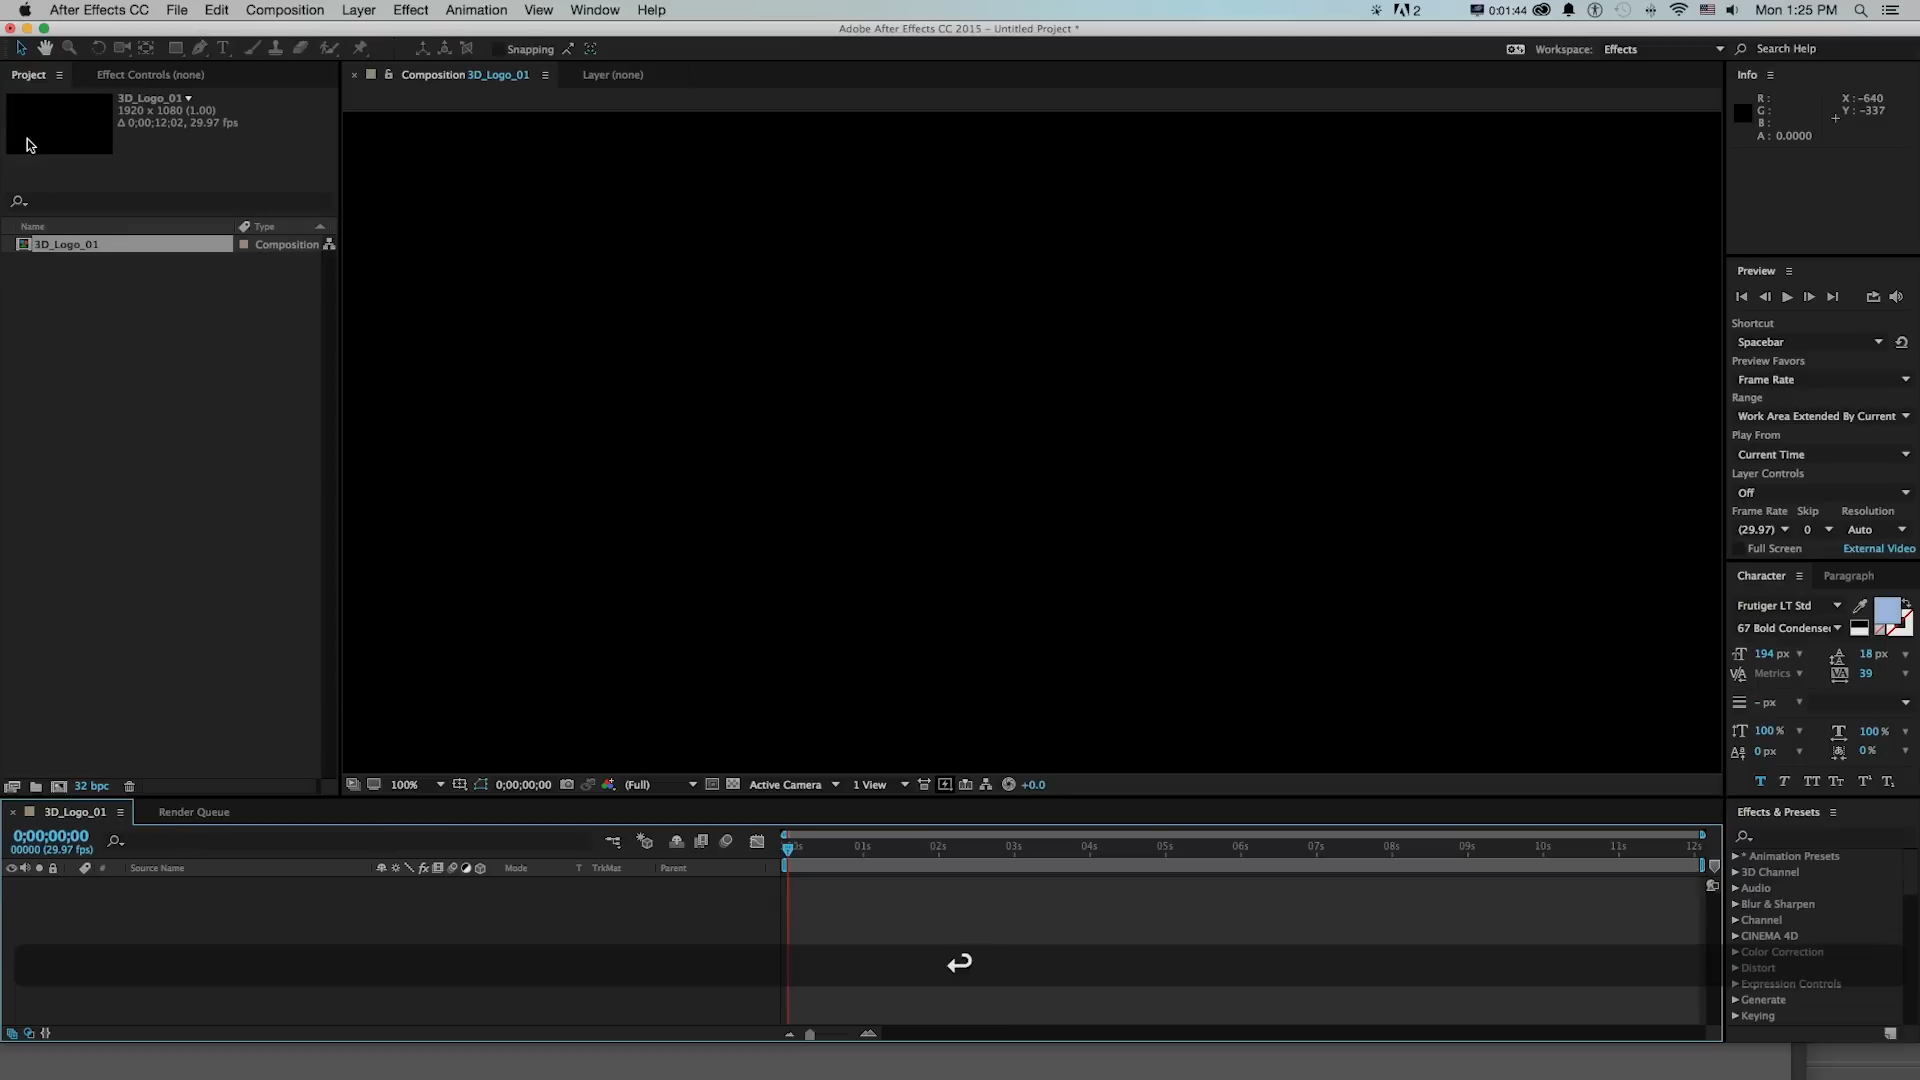 After Effects CC File Edit Composition Layer Effect Animation View Window Help
2 0:01:44 Mon 1:25 PM
Adobe After Effects CC 2015 - Untitled Project *
Snapping
Workspace: Effects Search Help
Project Effect Controls (none)
Composition 3D_Logo_01 Layer (none)
Info
3D_Logo_01
1920 x 1080 (1.00)
Δ 0;00;12;02, 29.97 fps
R :
G :
B :
A : 0.0000
X : -640
Y : -337
Name Type
3D_Logo_01 Composition
Preview
Shortcut
Spacebar
Preview Favors
Frame Rate
Range
Work Area Extended By Current
Play From
Current Time
Layer Controls
Off
Frame Rate Skip Resolution
(29.97) 0 Auto
Full Screen External Video
Character Paragraph
Frutiger LT Std
67 Bold Condensed
194 px 18 px
Metrics 39
- px
100 % 100 %
0 px 0 %
T T TT Tт T¹ T₁
32 bpc
100% 0;00;00;00 (Full) Active Camera 1 View +0.0
3D_Logo_01 Render Queue
0;00;00;00
00000 (29.97 fps)
01s 02s 03s 04s 05s 06s 07s 08s 09s 10s 11s 12s
# Source Name fx Mode T TrkMat Parent
Effects & Presets
* Animation Presets
3D Channel
Audio
Blur & Sharpen
Channel
CINEMA 4D
Color Correction
Distort
Expression Controls
Generate
Keying